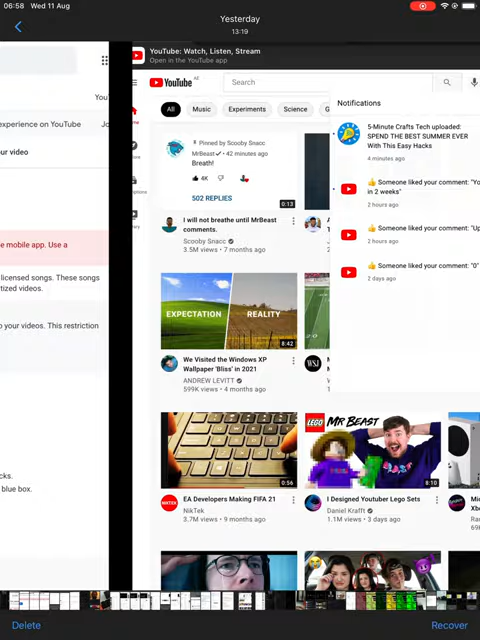 06:58 Wed 11 Aug
Yesterday
13:19
You
experience on YouTube
Jo
ur video
e mobile app. Use a
licensed songs. These songs
tized videos.
o your videos. This restriction
cks.
blue box.
YouTube: Watch, Listen, Stream
Open in the YouTube app
YouTube
Search
All
Music
Experiments
Science
G
Notifications
5-Minute Crafts Tech uploaded:
SPEND THE BEST SUMMER EVER
With This Easy Hacks
4 minutes ago
👍 Someone liked your comment: "Yo
in 2 weeks"
2 hours ago
👍 Someone liked your comment: "Up
2 hours ago
👍 Someone liked your comment: "0"
2 days ago
Pinned by Scooby Snacc
MrBeast • 42 minutes ago
Breath!
4K
502 REPLIES
0:13
I will not breathe until MrBeast
comments.
Scooby Snacc
3.5M views • 7 months ago
EXPECTATION
REALITY
8:42
We Visited the Windows XP
Wallpaper 'Bliss' in 2021
ANDREW LEVITT
599K views • 4 months ago
WSJ
0:56
NIKTEK
EA Developers Making FIFA 21
NikTek
3.7M views • 9 months ago
LEGO MR BEAST
8:10
I Designed Youtuber Lego Sets
Daniel Krafft
1.1M views • 3 days ago
Mic
Xb
Delete
Recover